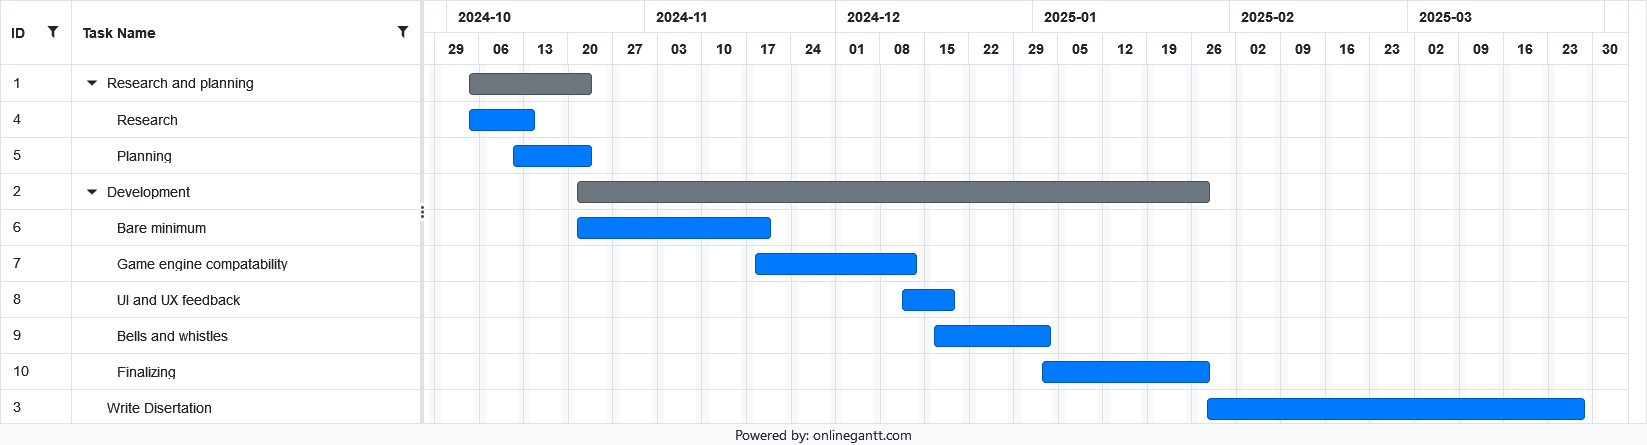 ID Task Name 2024-10 2024-11 2024-12 2025-01 2025-02 2025-03
29 06 13 20 27 03 10 17 24 01 08 15 22 29 05 12 19 26 02 09 16 23 02 09 16 23 30
1 Research and planning
4 Research
5 Planning
2 Development
6 Bare minimum
7 Game engine compatability
8 UI and UX feedback
9 Bells and whistles
10 Finalizing
3 Write Disertation
Powered by: onlinegantt.com